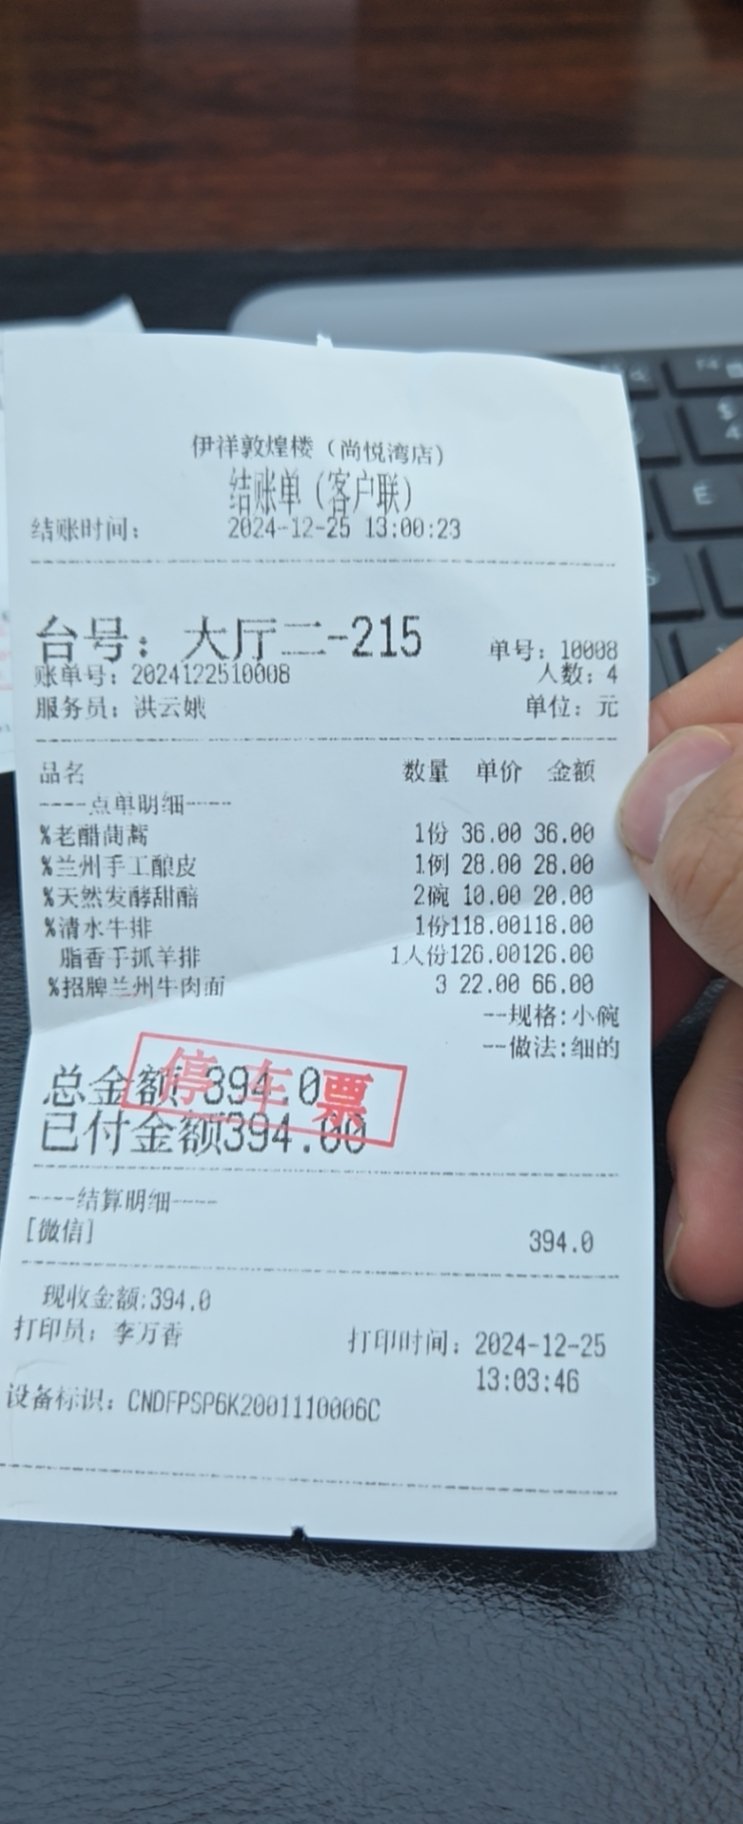 伊祥敦煌楼（尚悦湾店）
结账单（客户联）
结账时间： 2024-12-25 13:00:23
台号：大厅二-215 单号：10008
账单号：2024122510008 人数：4
服务员：洪云娥 单位：元
品名 数量 单价 金额
----点单明细----
%老醋茼蒿 1份 36.00 36.00
%兰州手工酿皮 1例 28.00 28.00
%天然发酵甜醅 2碗 10.00 20.00
%清水牛排 1份118.00118.00
脂香手抓羊排 1人份126.00126.00
%招牌兰州牛肉面 3 22.00 66.00
--规格:小碗
--做法:细的
总金额 394.0
已付金额394.00
停车票
----结算明细----
[微信] 394.0
现收金额:394.0
打印员：李万香 打印时间：2024-12-25
13:03:46
设备标识：CNDFPSP6K2001110006C
E
4